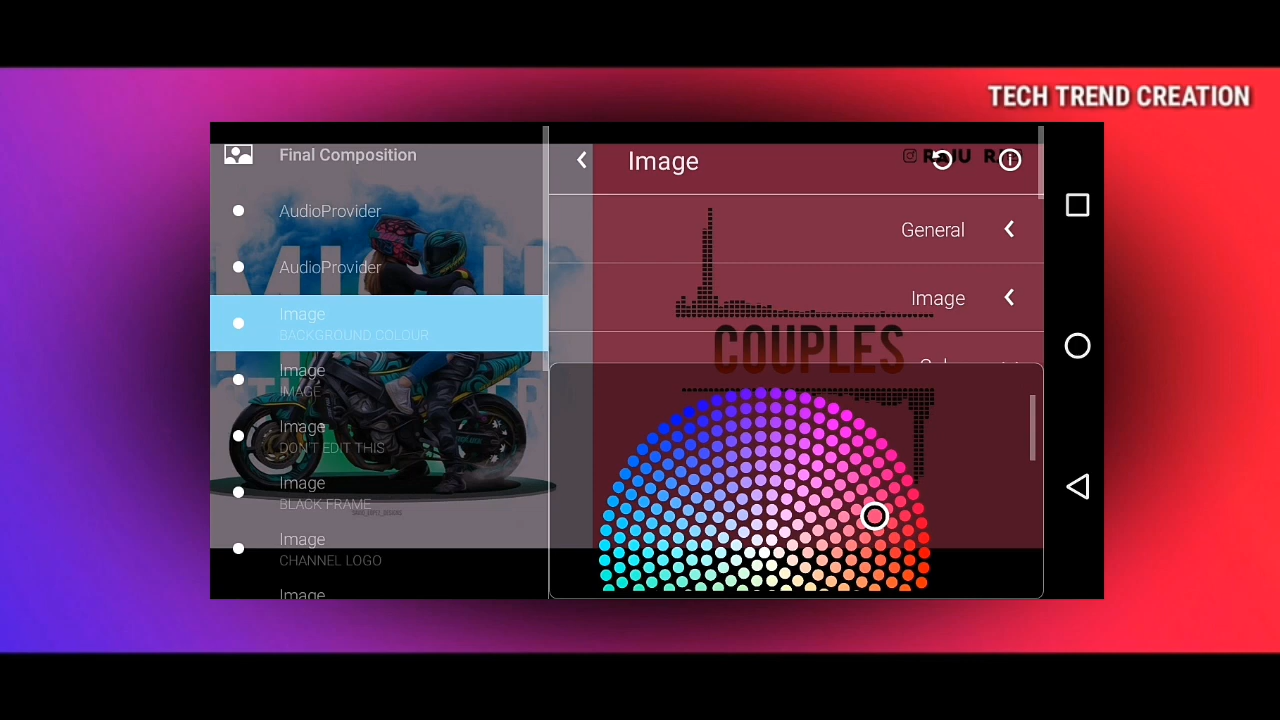 TECH TREND CREATION
Final Composition
AudioProvider
AudioProvider
Image
BACKGROUND COLOUR
Image
IMAGE
Image
DON'T EDIT THIS
Image
BLACK FRAME
Image
CHANNEL LOGO
Image
Image
RAJU
General
Image
COUPLES